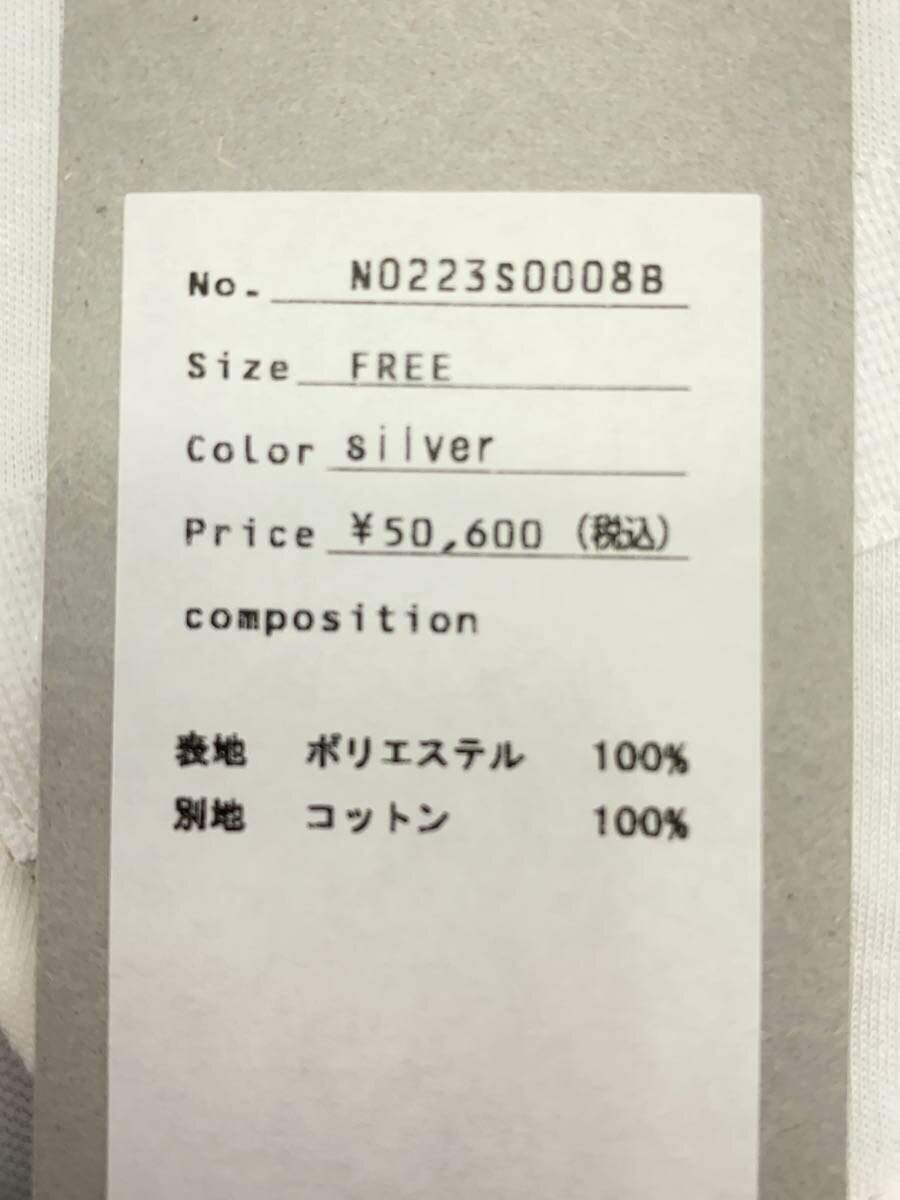 No. N0223S0008B
Size FREE
Color silver
Price ¥50,600 (税込)
composition
表地 ポリエステル 100%
別地 コットン 100%